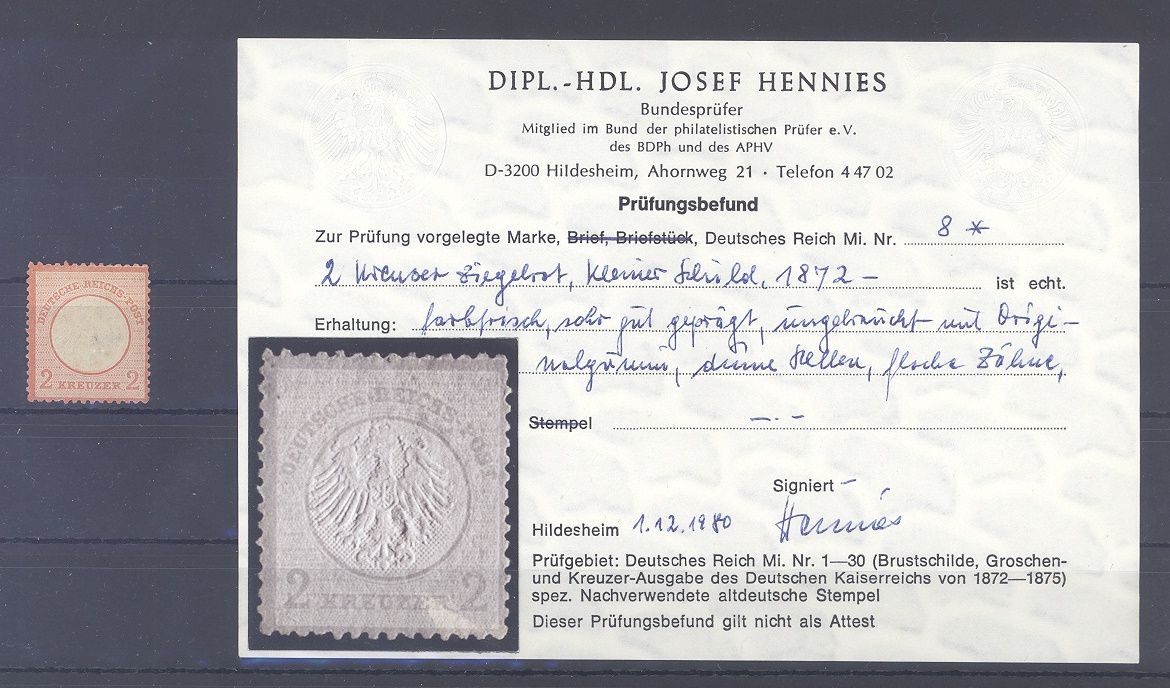 DEUTSCHE·REICHS-POST
2 KREUZER 2
DIPL.-HDL. JOSEF HENNIES
Bundesprüfer
Mitglied im Bund der philatelistischen Prüfer e. V.
des BDPh und des APHV
D-3200 Hildesheim, Ahornweg 21 · Telefon 4 47 02
Prüfungsbefund
Zur Prüfung vorgelegte Marke, Brief, Briefstück, Deutsches Reich Mi. Nr. 8 *
2 Kreuzer Ziegelrot, Kleiner Schild, 1872 – ist echt.
Erhaltung: farbfrisch, sehr gut geprägt, ungebraucht mit Origi-
nalgummi, dünne Stellen, flache Zähne,
Stempel —.-
DEUTSCHE·REICHS-POST
2 KREUZER 2
Signiert –
Hildesheim 1.12.1980 Hennies
Prüfgebiet: Deutsches Reich Mi. Nr. 1—30 (Brustschilde, Groschen-
und Kreuzer-Ausgabe des Deutschen Kaiserreichs von 1872—1875)
spez. Nachverwendete altdeutsche Stempel
Dieser Prüfungsbefund gilt nicht als Attest